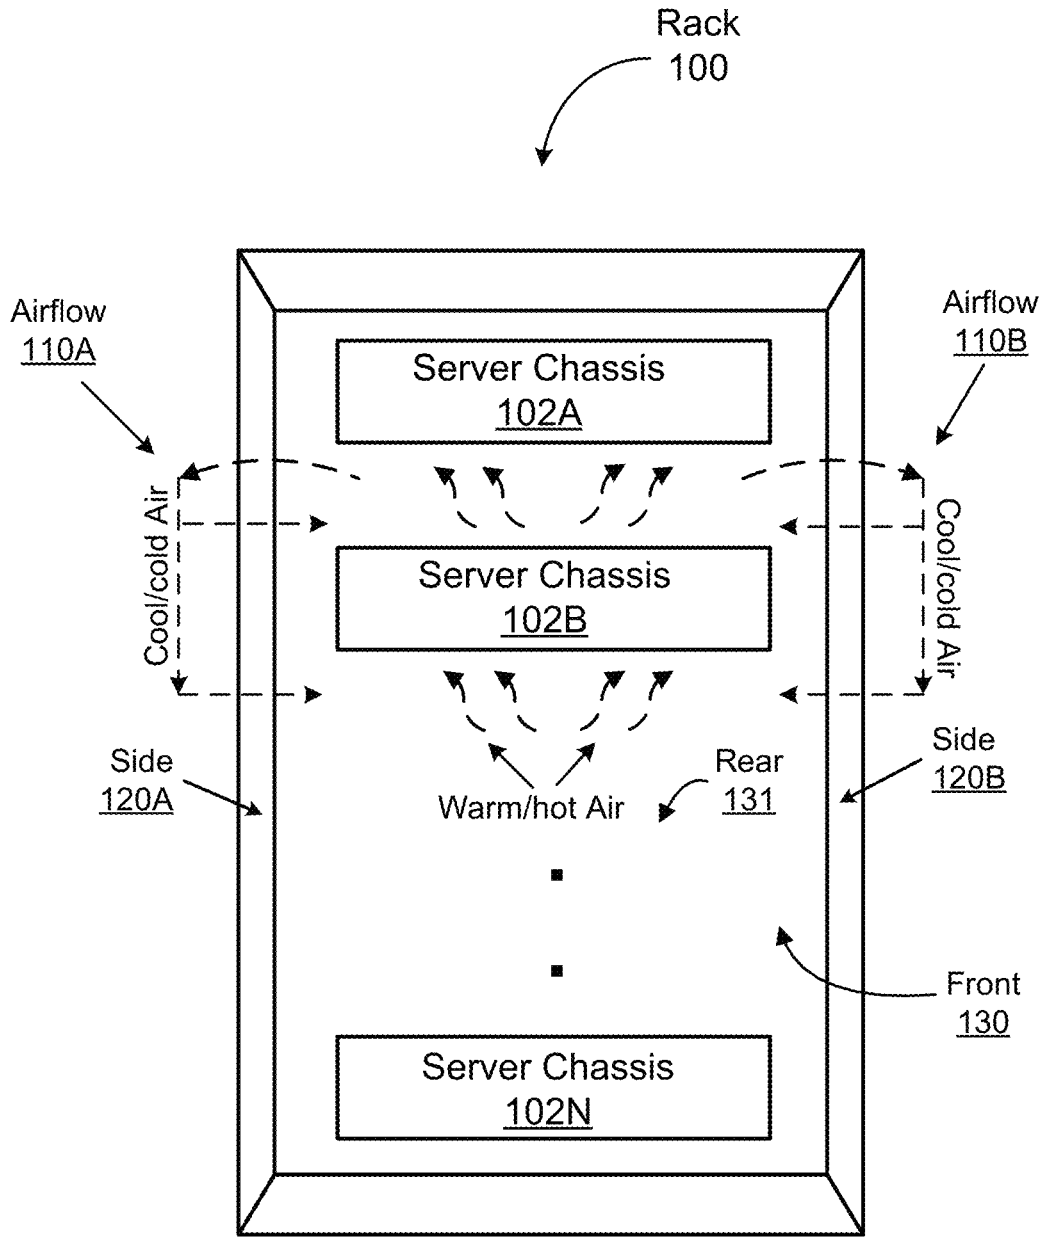 Rack
100
Airflow
110A
Airflow
110B
Server Chassis
102A
Cool/cold Air
Cool/cold Air
Server Chassis
102B
Side
120A
Warm/hot Air
Rear
131
Side
120B
Front
130
Server Chassis
102N